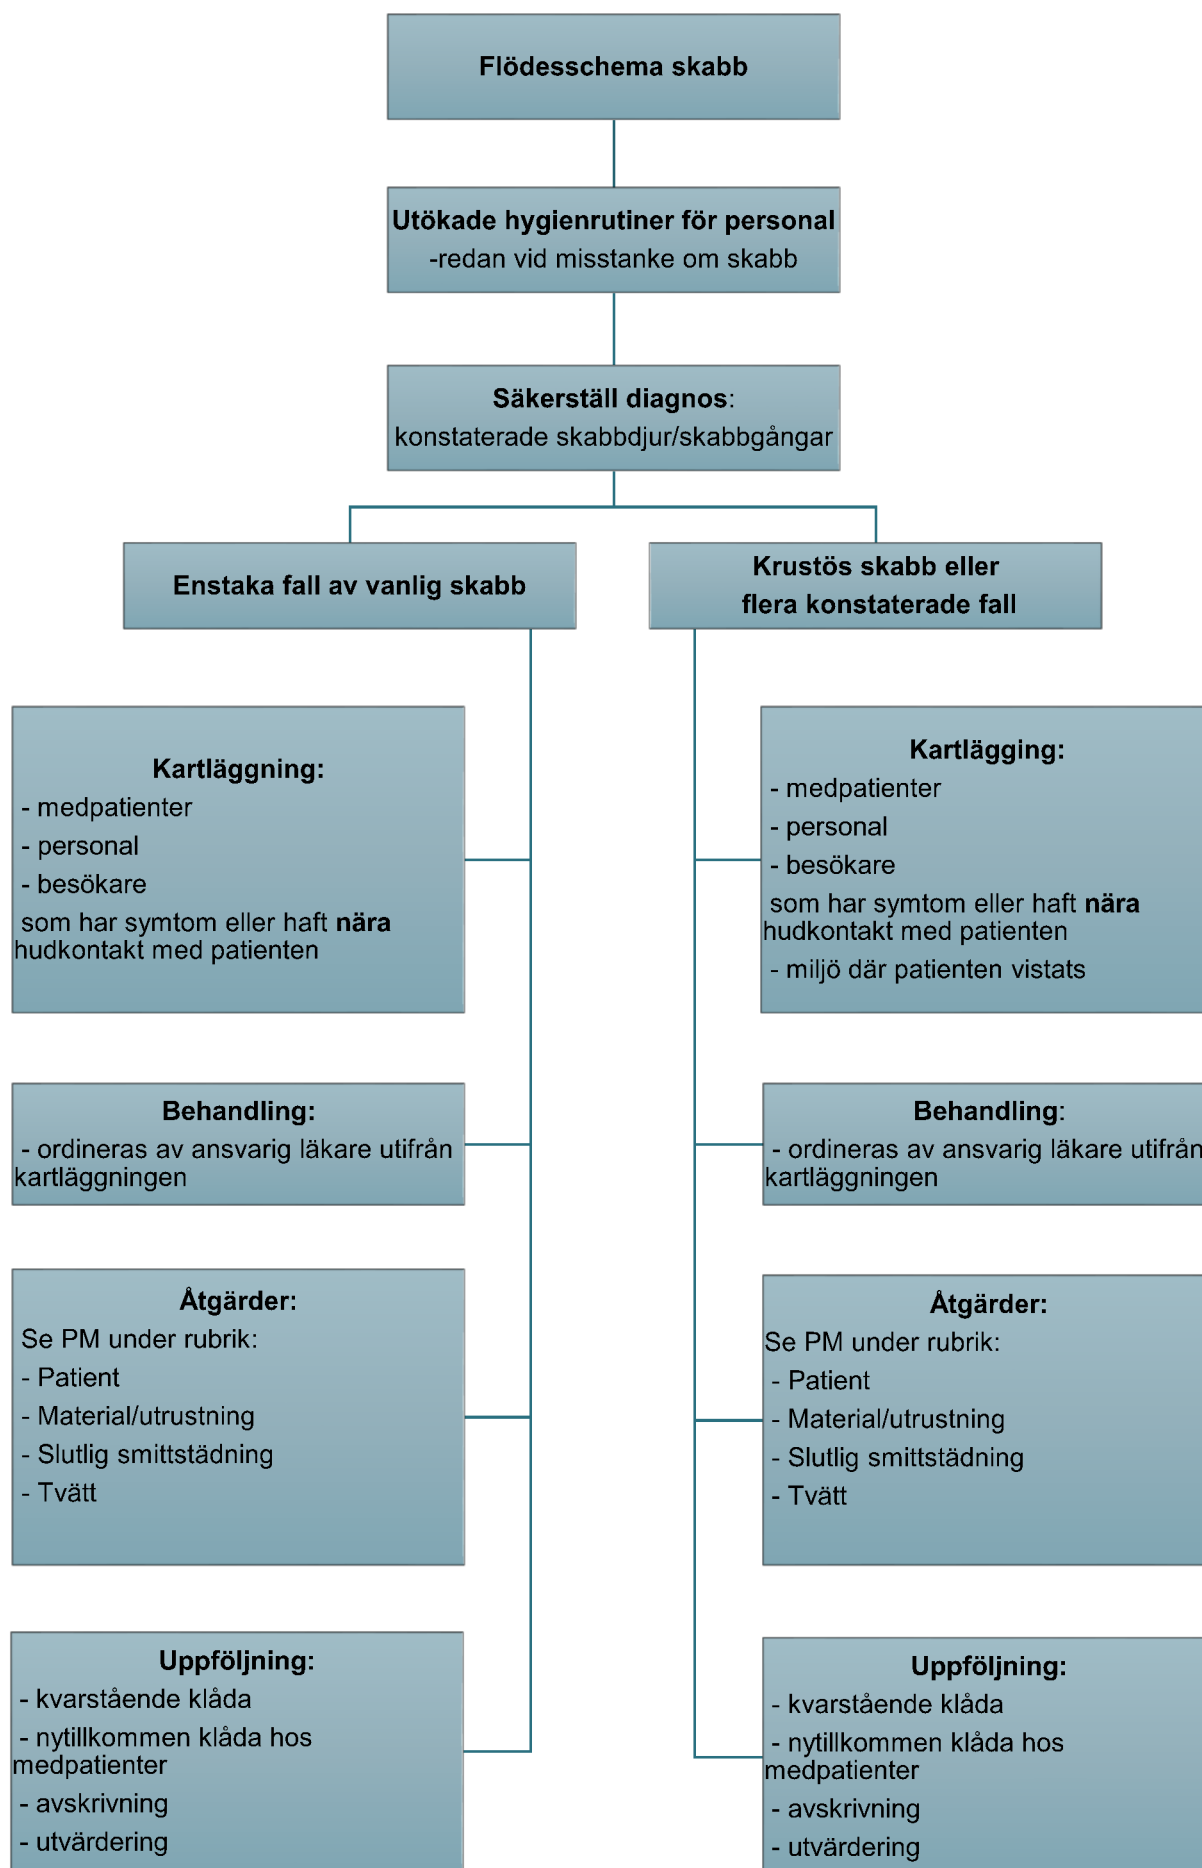 Flödesschema skabb
Utökade hygienrutiner för personal
-redan vid misstanke om skabb
Säkerställ diagnos:
konstaterade skabbdjur/skabbgångar
Enstaka fall av vanlig skabb
Krustös skabb eller
flera konstaterade fall
Kartläggning:
- medpatienter
- personal
- besökare
som har symtom eller haft nära
hudkontakt med patienten
Behandling:
- ordineras av ansvarig läkare utifrån
kartläggningen
Åtgärder:
Se PM under rubrik:
- Patient
- Material/utrustning
- Slutlig smittstädning
- Tvätt
Uppföljning:
- kvarstående klåda
- nytillkommen klåda hos
medpatienter
- avskrivning
- utvärdering
Kartlägging:
- medpatienter
- personal
- besökare
som har symtom eller haft nära
hudkontakt med patienten
- miljö där patienten vistats
Behandling:
- ordineras av ansvarig läkare utifrån
kartläggningen
Åtgärder:
Se PM under rubrik:
- Patient
- Material/utrustning
- Slutlig smittstädning
- Tvätt
Uppföljning:
- kvarstående klåda
- nytillkommen klåda hos
medpatienter
- avskrivning
- utvärdering